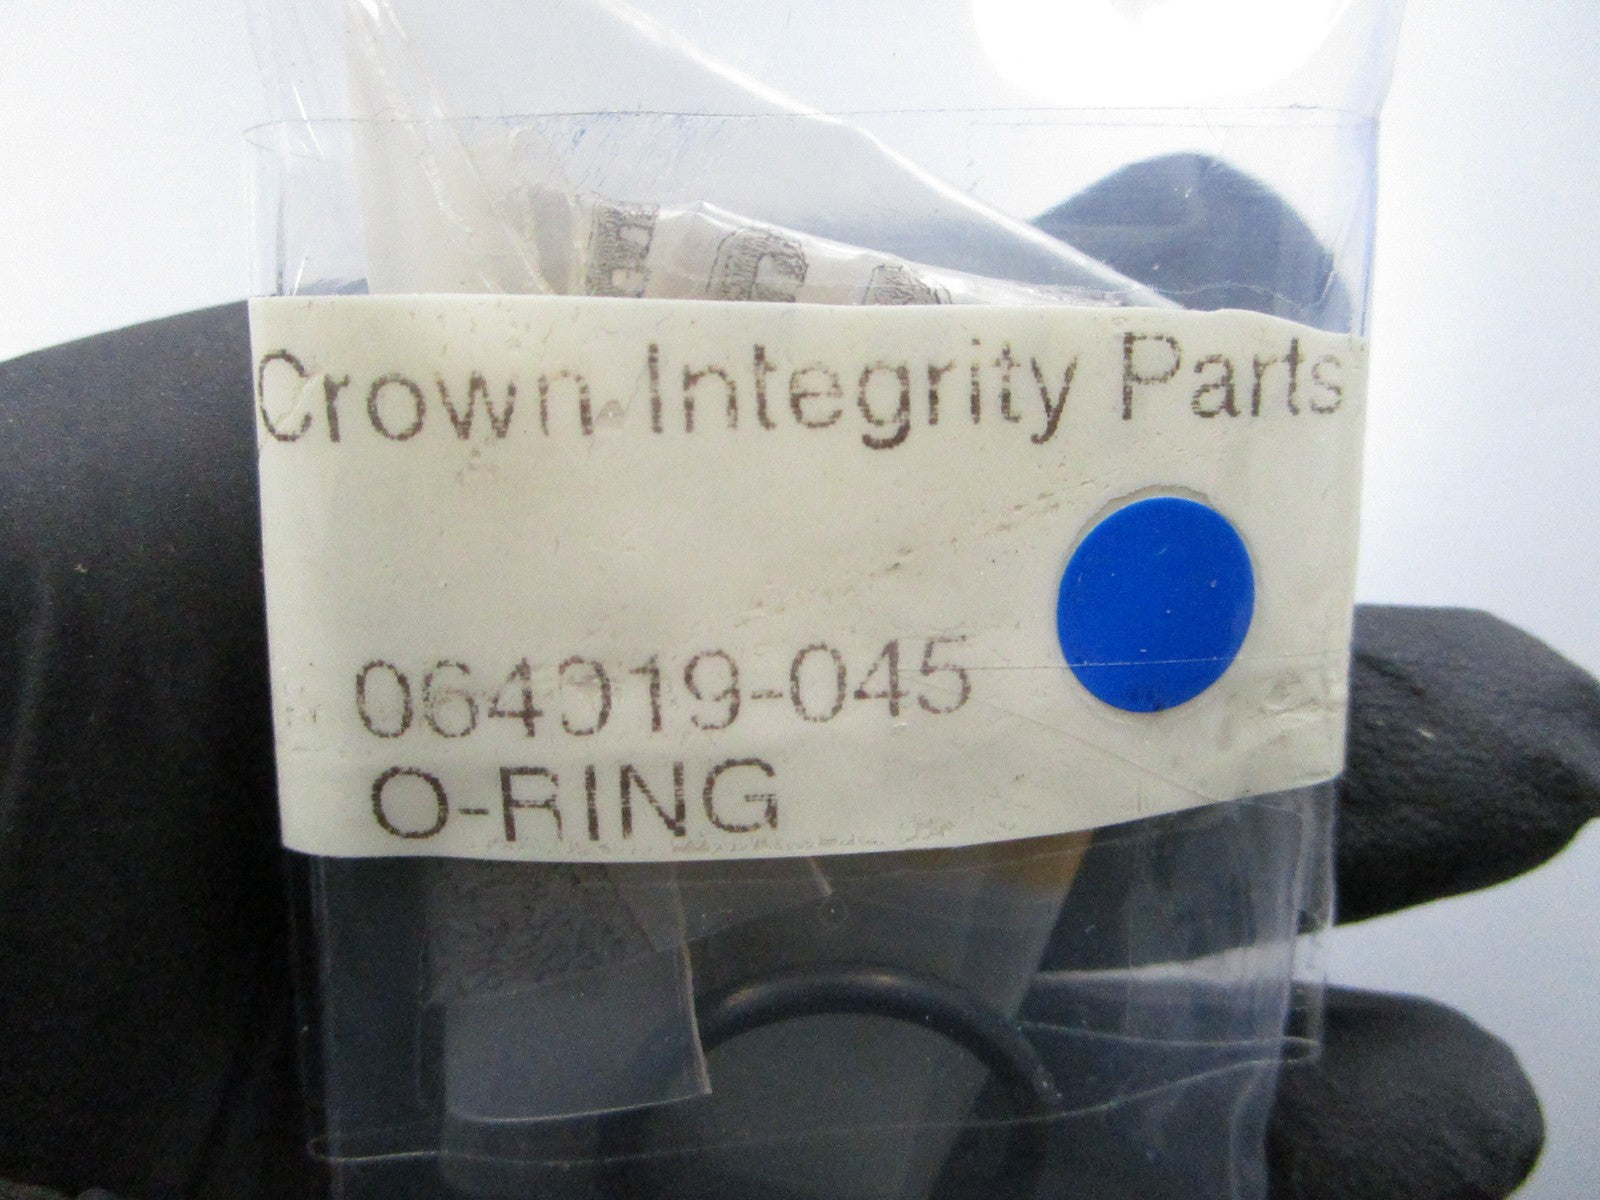 Crown Integrity Parts
064019-045
O-RING